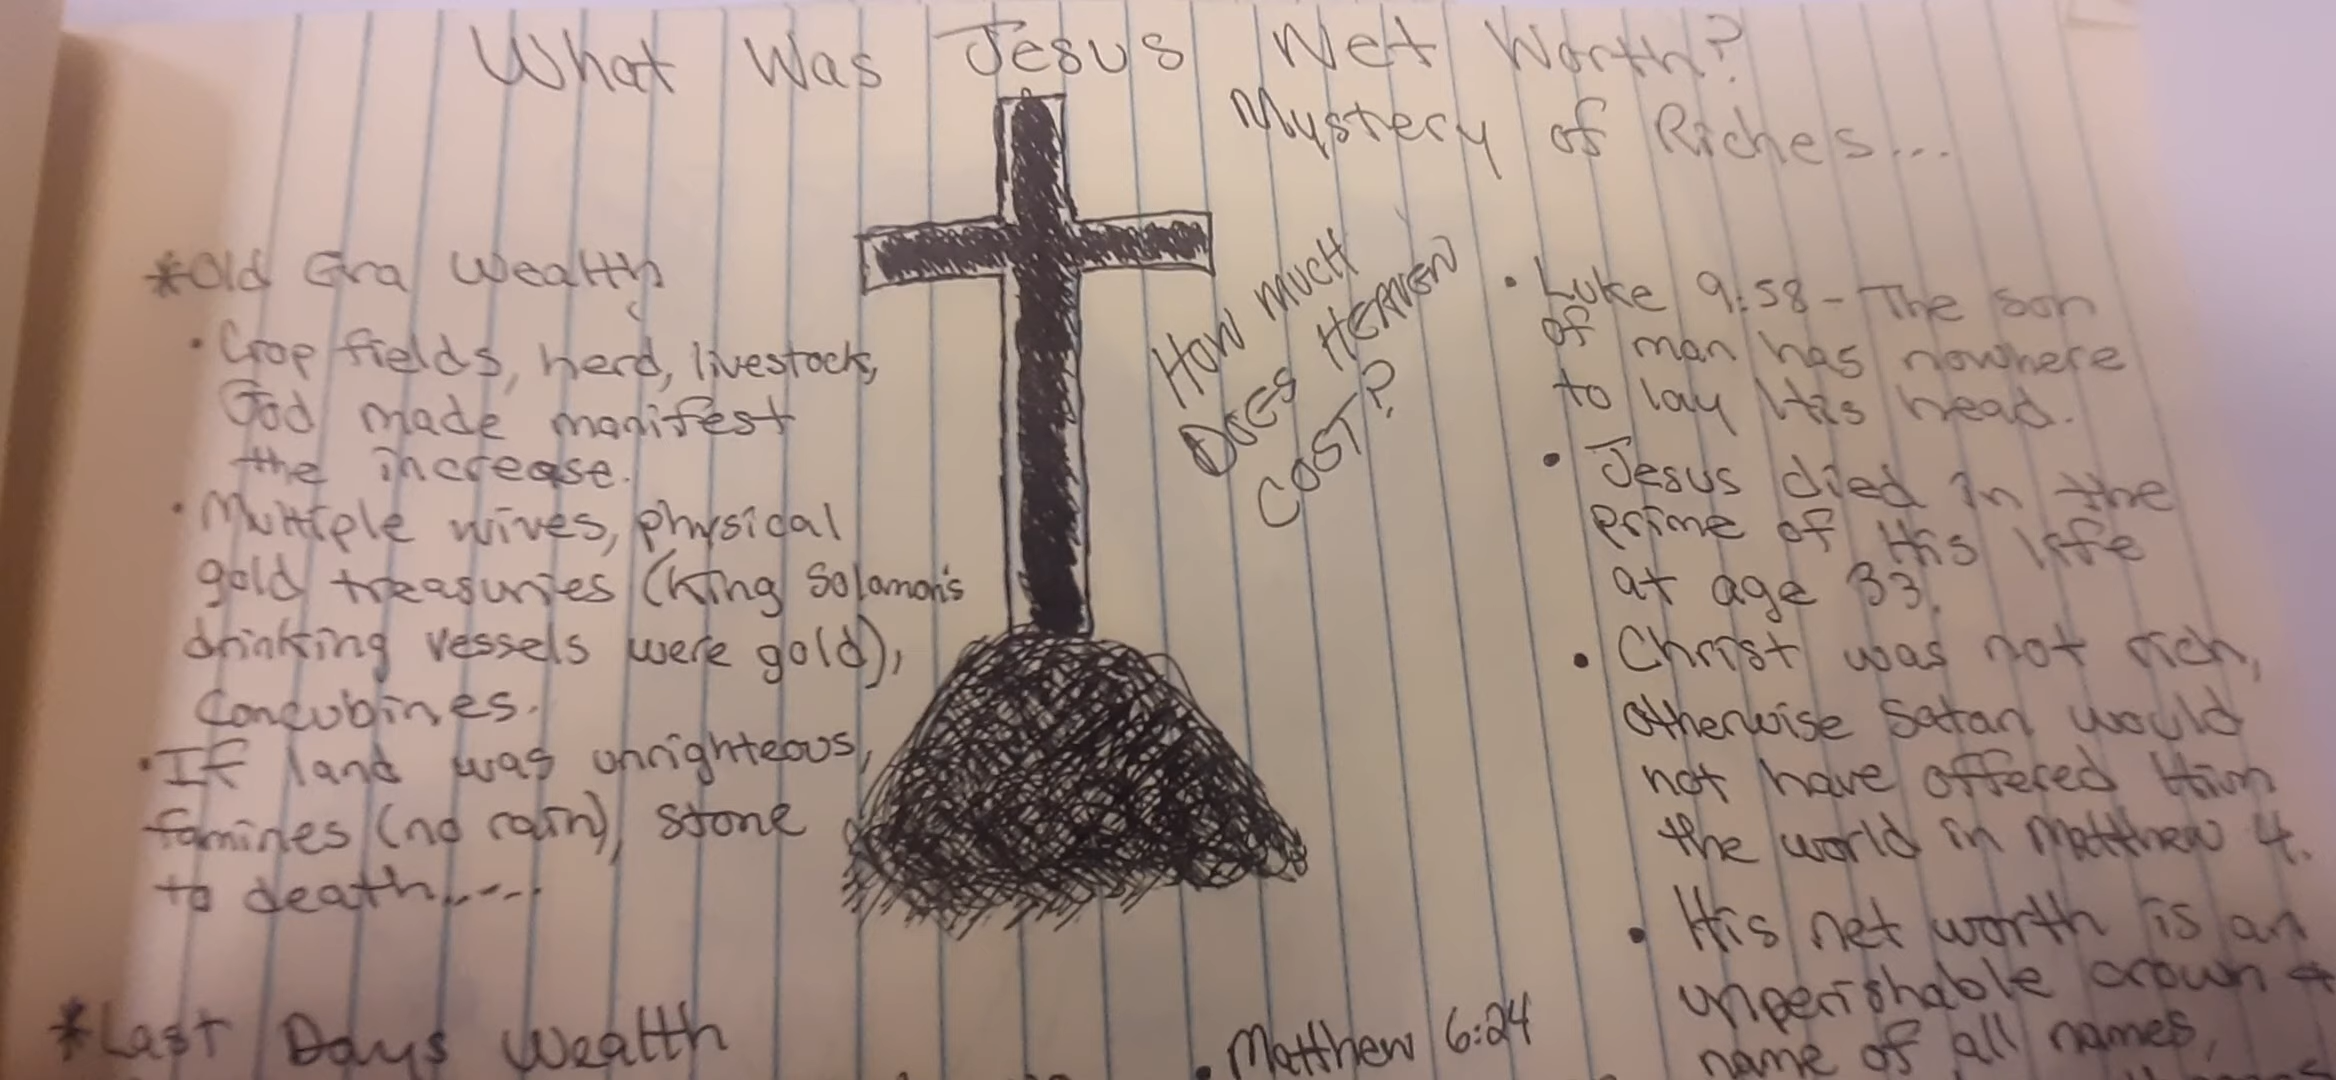 What Was Jesus Net Worth?
Mystery of Riches...
*Old Era Wealth
• Crop fields, herd, livestock,
God made manifest
the increase.
• Multiple wives, physical
gold treasuries (King Solomon's
drinking vessels were gold),
concubines.
• If land was unrighteous,
famines (no rain), stone
to death......
*Last Days Wealth
HOW MUCH
DOES HEAVEN
COST?
• Luke 9:58 - The son
of man has nowhere
to lay His head.
• Jesus died in the
prime of His life
at age 33.
• Christ was not rich,
otherwise Satan would
not have offered Him
the world in Matthew 4.
• His net worth is an
unperishable crown +
name of all names,
• Matthew 6:24